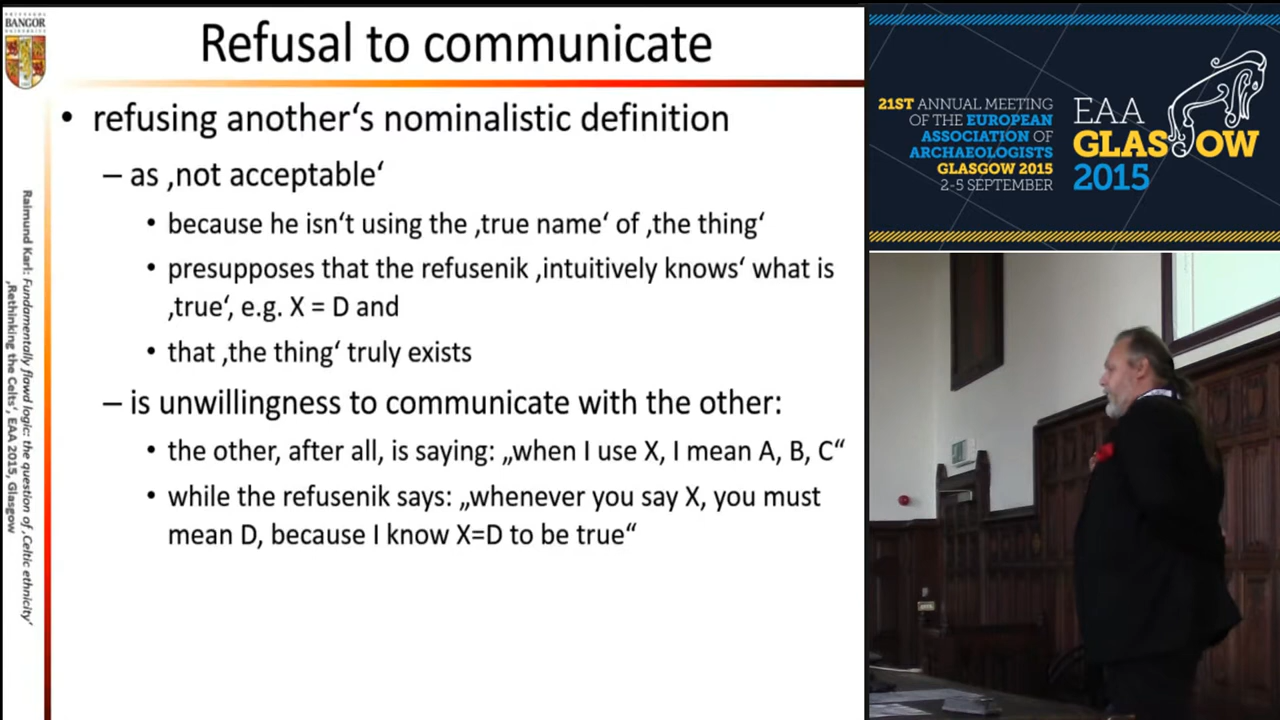 BANGOR
Refusal to communicate
• refusing another‘s nominalistic definition
– as ‚not acceptable‘
• because he isn‘t using the ‚true name‘ of ‚the thing‘
• presupposes that the refusenik ‚intuitively knows‘ what is
‚true‘, e.g. X = D and
• that ‚the thing‘ truly exists
– is unwillingness to communicate with the other:
• the other, after all, is saying: „when I use X, I mean A, B, C“
• while the refusenik says: „whenever you say X, you must
mean D, because I know X=D to be true“
Raimund Karl: Fundamentally flawd logic: the question of ‚Celtic ethnicity‘
‚Rethinking the Celts‘, EAA 2015, Glasgow
21ST ANNUAL MEETING
OF THE EUROPEAN
ASSOCIATION OF
ARCHAEOLOGISTS
GLASGOW 2015
2-5 SEPTEMBER
EAA
GLASGOW
2015